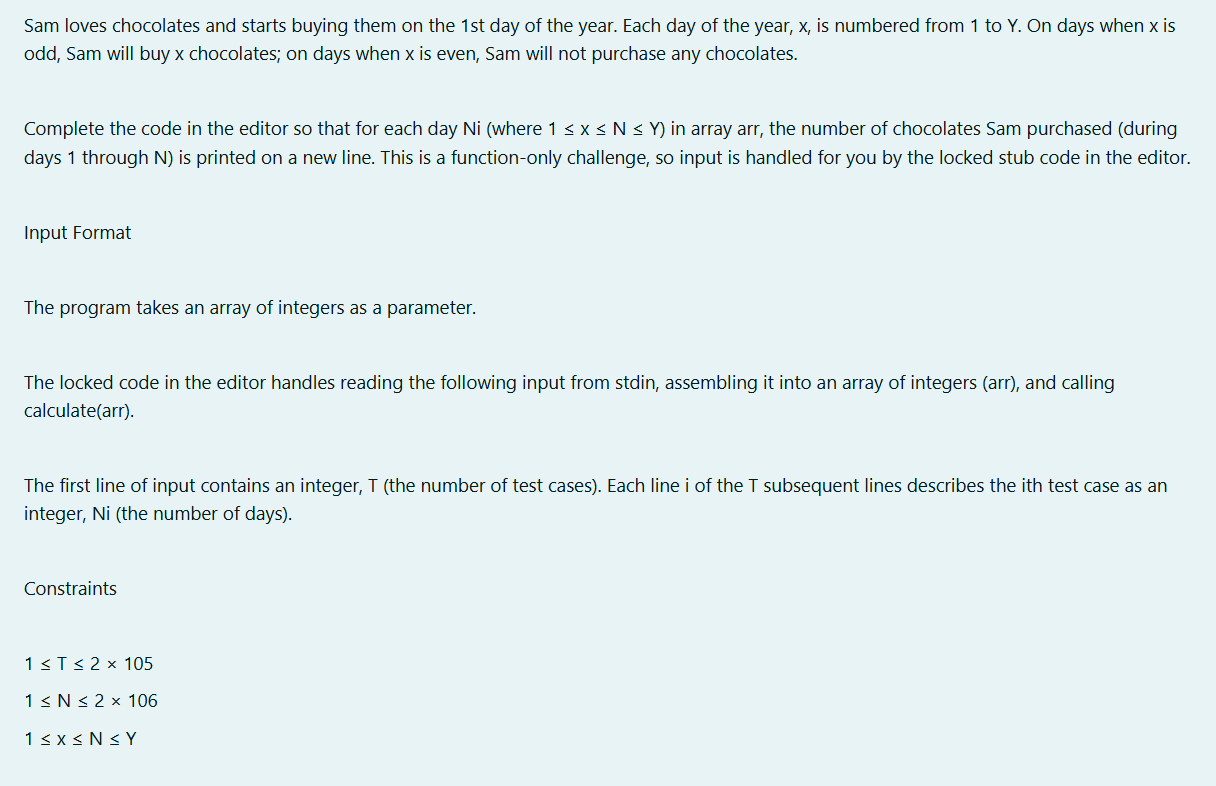 Sam loves chocolates and starts buying them on the 1st day of the year. Each day of the year, x, is numbered from 1 to Y. On days when x is
odd, Sam will buy x chocolates; on days when x is even, Sam will not purchase any chocolates.
Complete the code in the editor so that for each day Ni (where 1 ≤ x ≤ N ≤ Y) in array arr, the number of chocolates Sam purchased (during
days 1 through N) is printed on a new line. This is a function-only challenge, so input is handled for you by the locked stub code in the editor.
Input Format
The program takes an array of integers as a parameter.
The locked code in the editor handles reading the following input from stdin, assembling it into an array of integers (arr), and calling
calculate(arr).
The first line of input contains an integer, T (the number of test cases). Each line i of the T subsequent lines describes the ith test case as an
integer, Ni (the number of days).
Constraints
1 ≤ T ≤ 2 × 105
1 ≤ N ≤ 2 × 106
1 ≤ x ≤ N ≤ Y